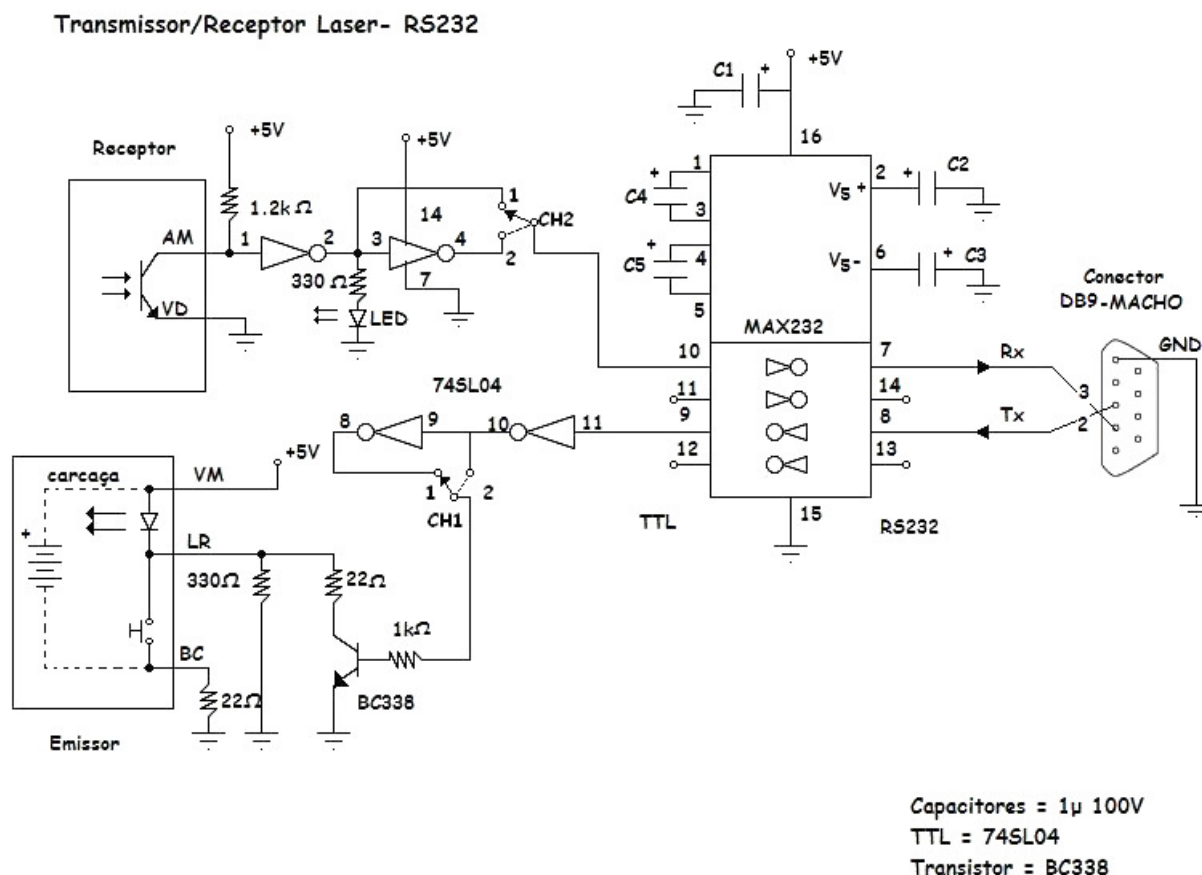 Transmissor/Receptor Laser- RS232
C1
+
+5V
16
Receptor
+5V
1.2kΩ
AM
VD
1
2
330 Ω
LED
+5V
14
3
4
7
1
2
CH2
+
C4
1
3
+
C5
4
5
VS +
2
+
C2
VS-
6
+
C3
MAX232
Conector
DB9-MACHO
GND
10
7
Rx
3
11
14
9
8
Tx
2
12
13
15
TTL
RS232
74SL04
8
9
10
11
1
2
CH1
carcaça
VM
+5V
+
LR
330Ω
22Ω
1kΩ
BC
22Ω
BC338
Emissor
Capacitores = 1µ 100V
TTL = 74SL04
Transistor = BC338